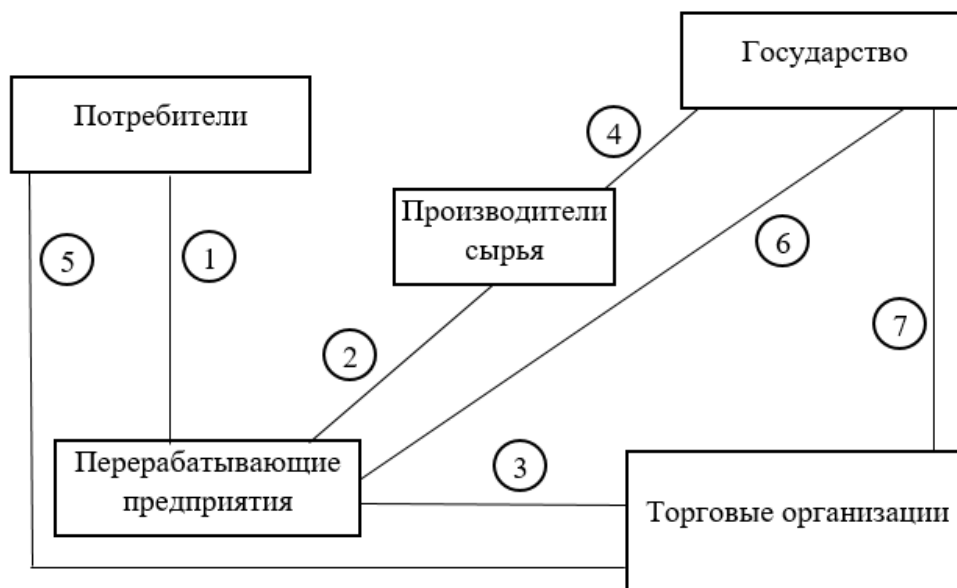 Государство
Потребители
4
Производители
сырья
5
1
6
2
7
Перерабатывающие
предприятия
3
Торговые организации